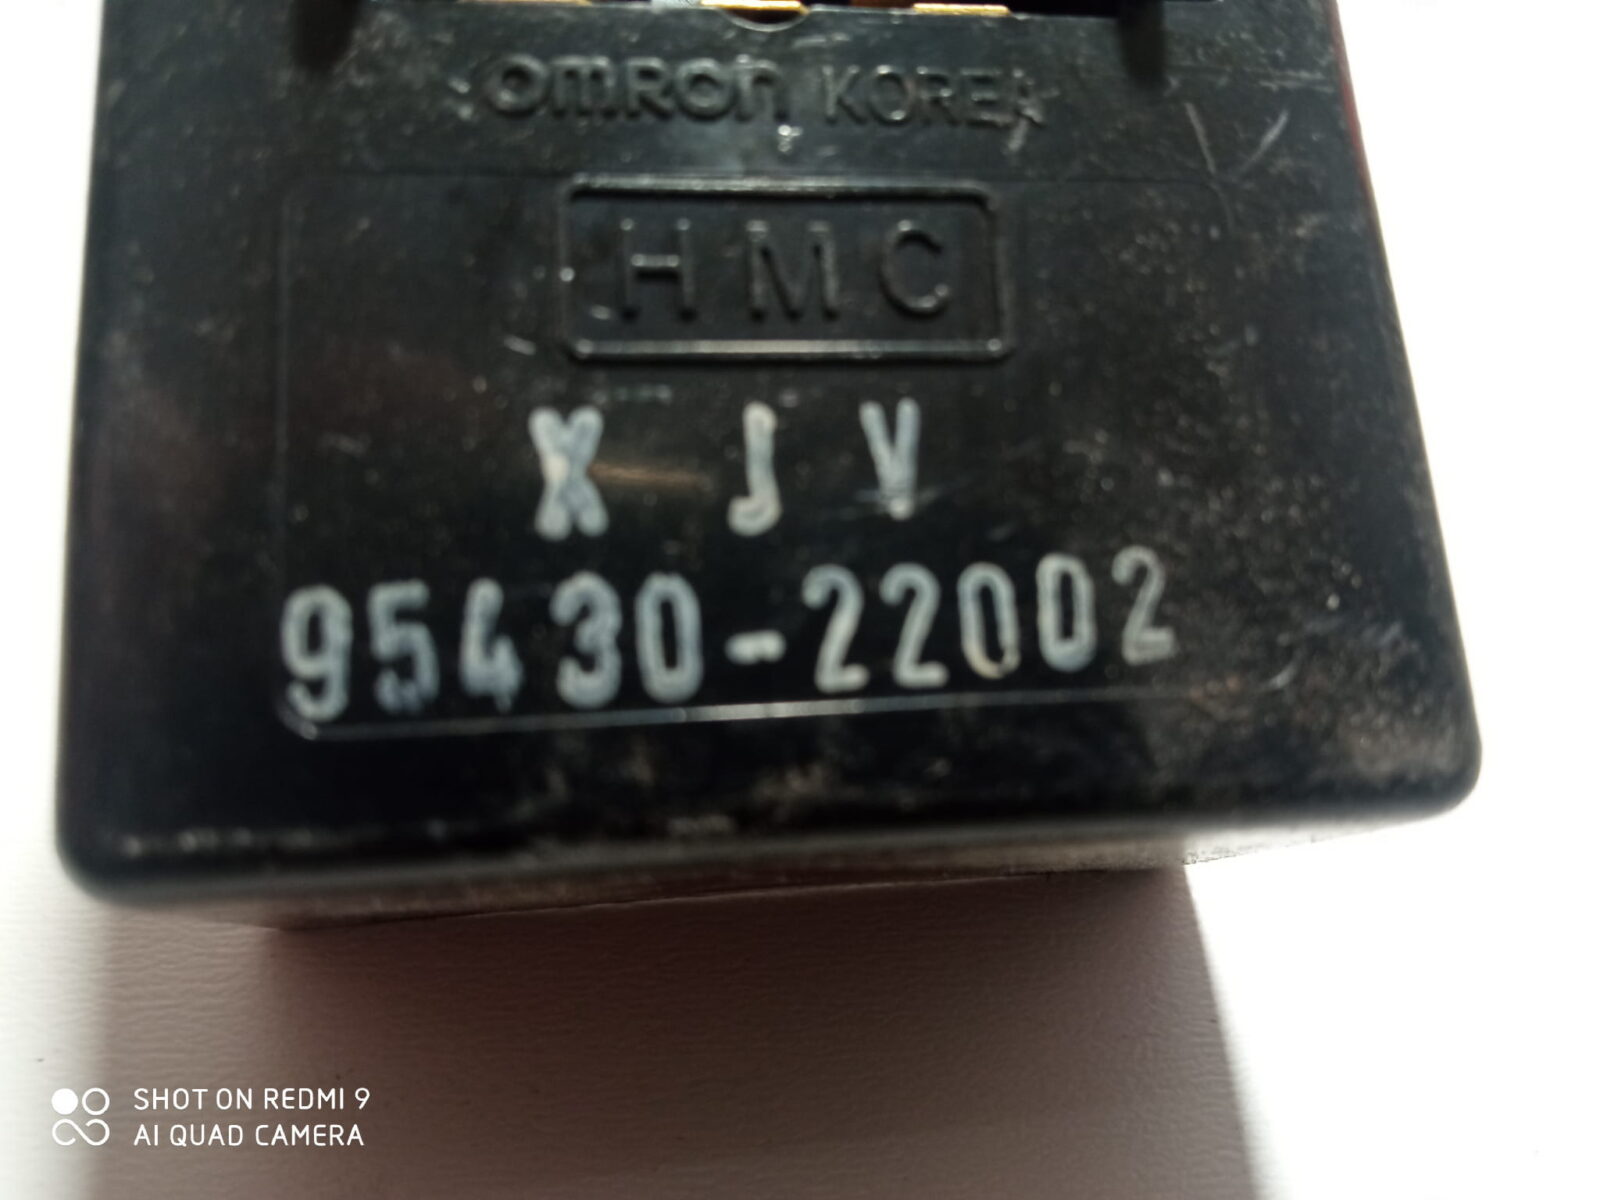 omron KOREA
HMC
X J V
95430-22002
SHOT ON REDMI 9
AI QUAD CAMERA